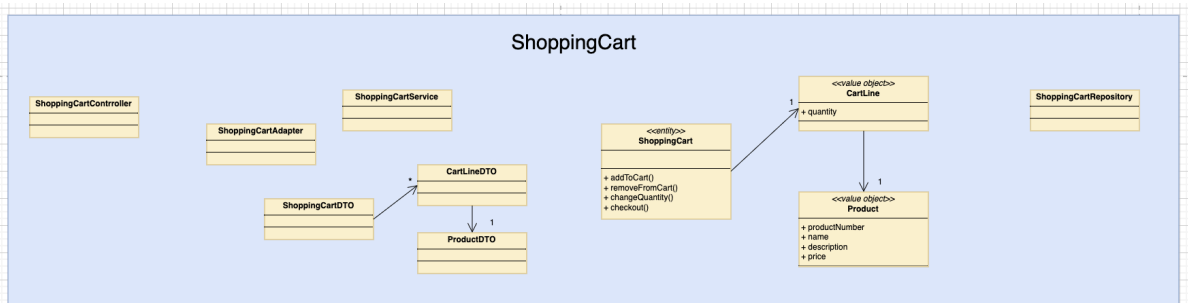 ShoppingCart
ShoppingCartContrroller
ShoppingCartAdapter
ShoppingCartService
ShoppingCartDTO
*
CartLineDTO
1
ProductDTO
<<entity>>
ShoppingCart
+ addToCart()
+ removeFromCart()
+ changeQuantity()
+ checkout()
1
<<value object>>
CartLine
+ quantity
1
<<value object>>
Product
+ productNumber
+ name
+ description
+ price
ShoppingCartRepository